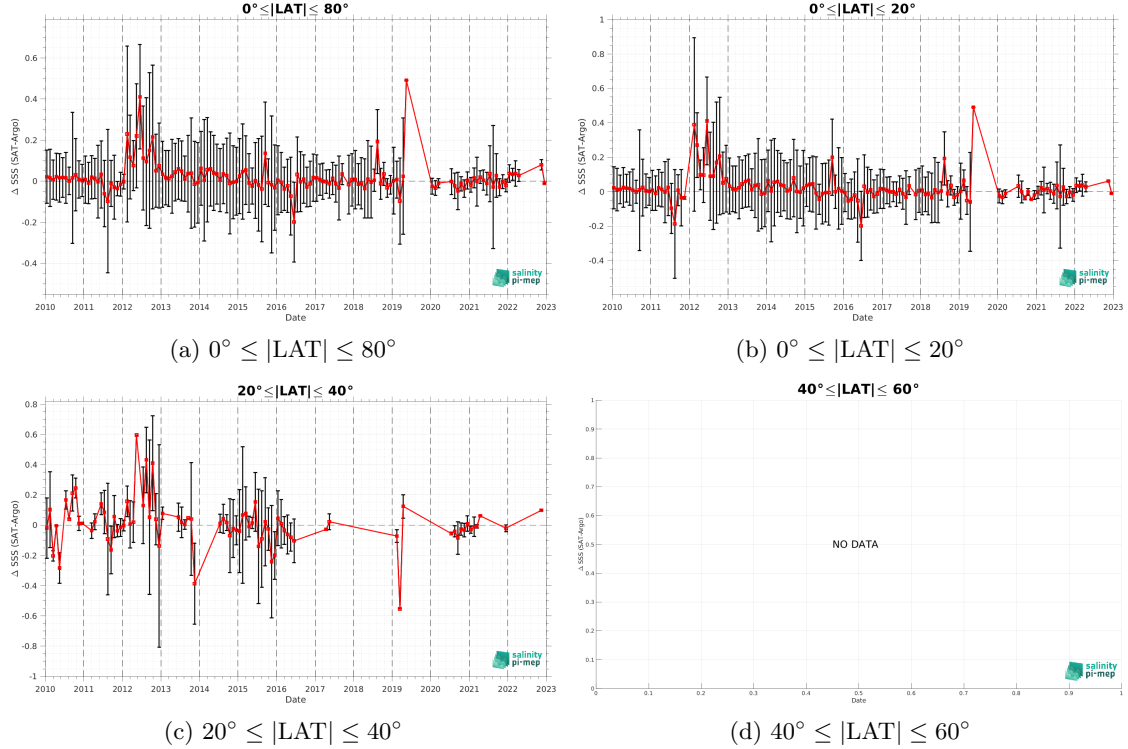 0°≤|LAT|≤ 80°
Δ SSS (SAT-Argo)
0.6
0.4
0.2
0
-0.2
-0.4
2010 2011 2012 2013 2014 2015 2016 2017 2018 2019 2020 2021 2022 2023
Date
salinity
pi-mep
(a) 0° ≤ |LAT| ≤ 80°
0°≤|LAT|≤ 20°
Δ SSS (SAT-Argo)
1
0.8
0.6
0.4
0.2
0
-0.2
-0.4
-0.6
2010 2011 2012 2013 2014 2015 2016 2017 2018 2019 2020 2021 2022 2023
Date
salinity
pi-mep
(b) 0° ≤ |LAT| ≤ 20°
20°≤|LAT|≤ 40°
Δ SSS (SAT-Argo)
0.8
0.6
0.4
0.2
0
-0.2
-0.4
-0.6
-0.8
-1
2010 2011 2012 2013 2014 2015 2016 2017 2018 2019 2020 2021 2022 2023
Date
salinity
pi-mep
(c) 20° ≤ |LAT| ≤ 40°
40°≤|LAT|≤ 60°
Δ SSS (SAT-Argo)
1
0.9
0.8
0.7
0.6
0.5
0.4
0.3
0.2
0.1
0
NO DATA
0 0.1 0.2 0.3 0.4 0.5 0.6 0.7 0.8 0.9 1
Date
salinity
pi-mep
(d) 40° ≤ |LAT| ≤ 60°